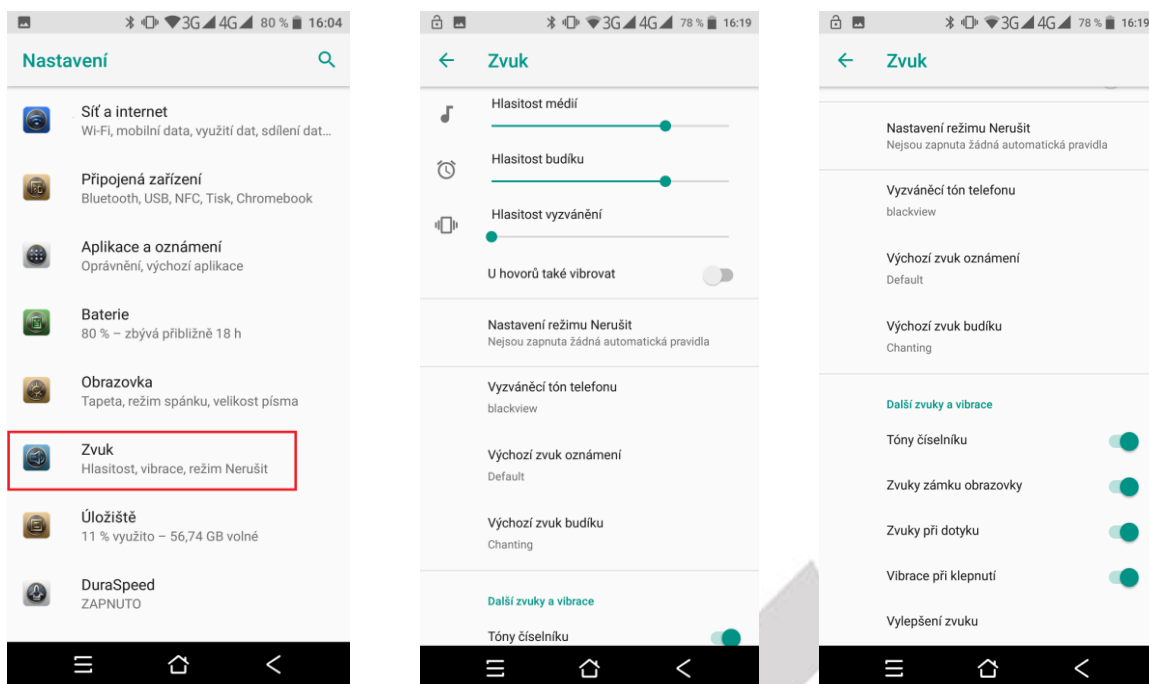 3G 4G 80 % 16:04
Nastavení
Síť a internet
Wi-Fi, mobilní data, využití dat, sdílení dat...
Připojená zařízení
Bluetooth, USB, NFC, Tisk, Chromebook
Aplikace a oznámení
Oprávnění, výchozí aplikace
Baterie
80 % – zbývá přibližně 18 h
Obrazovka
Tapeta, režim spánku, velikost písma
Zvuk
Hlasitost, vibrace, režim Nerušit
Úložiště
11 % využito – 56,74 GB volné
DuraSpeed
ZAPNUTO
3G 4G 78 % 16:19
Zvuk
Hlasitost médií
Hlasitost budíku
Hlasitost vyzvánění
U hovorů také vibrovat
Nastavení režimu Nerušit
Nejsou zapnuta žádná automatická pravidla
Vyzváněcí tón telefonu
blackview
Výchozí zvuk oznámení
Default
Výchozí zvuk budíku
Chanting
Další zvuky a vibrace
Tóny číselníku
3G 4G 78 % 16:19
Zvuk
Nastavení režimu Nerušit
Nejsou zapnuta žádná automatická pravidla
Vyzváněcí tón telefonu
blackview
Výchozí zvuk oznámení
Default
Výchozí zvuk budíku
Chanting
Další zvuky a vibrace
Tóny číselníku
Zvuky zámku obrazovky
Zvuky při dotyku
Vibrace při klepnutí
Vylepšení zvuku